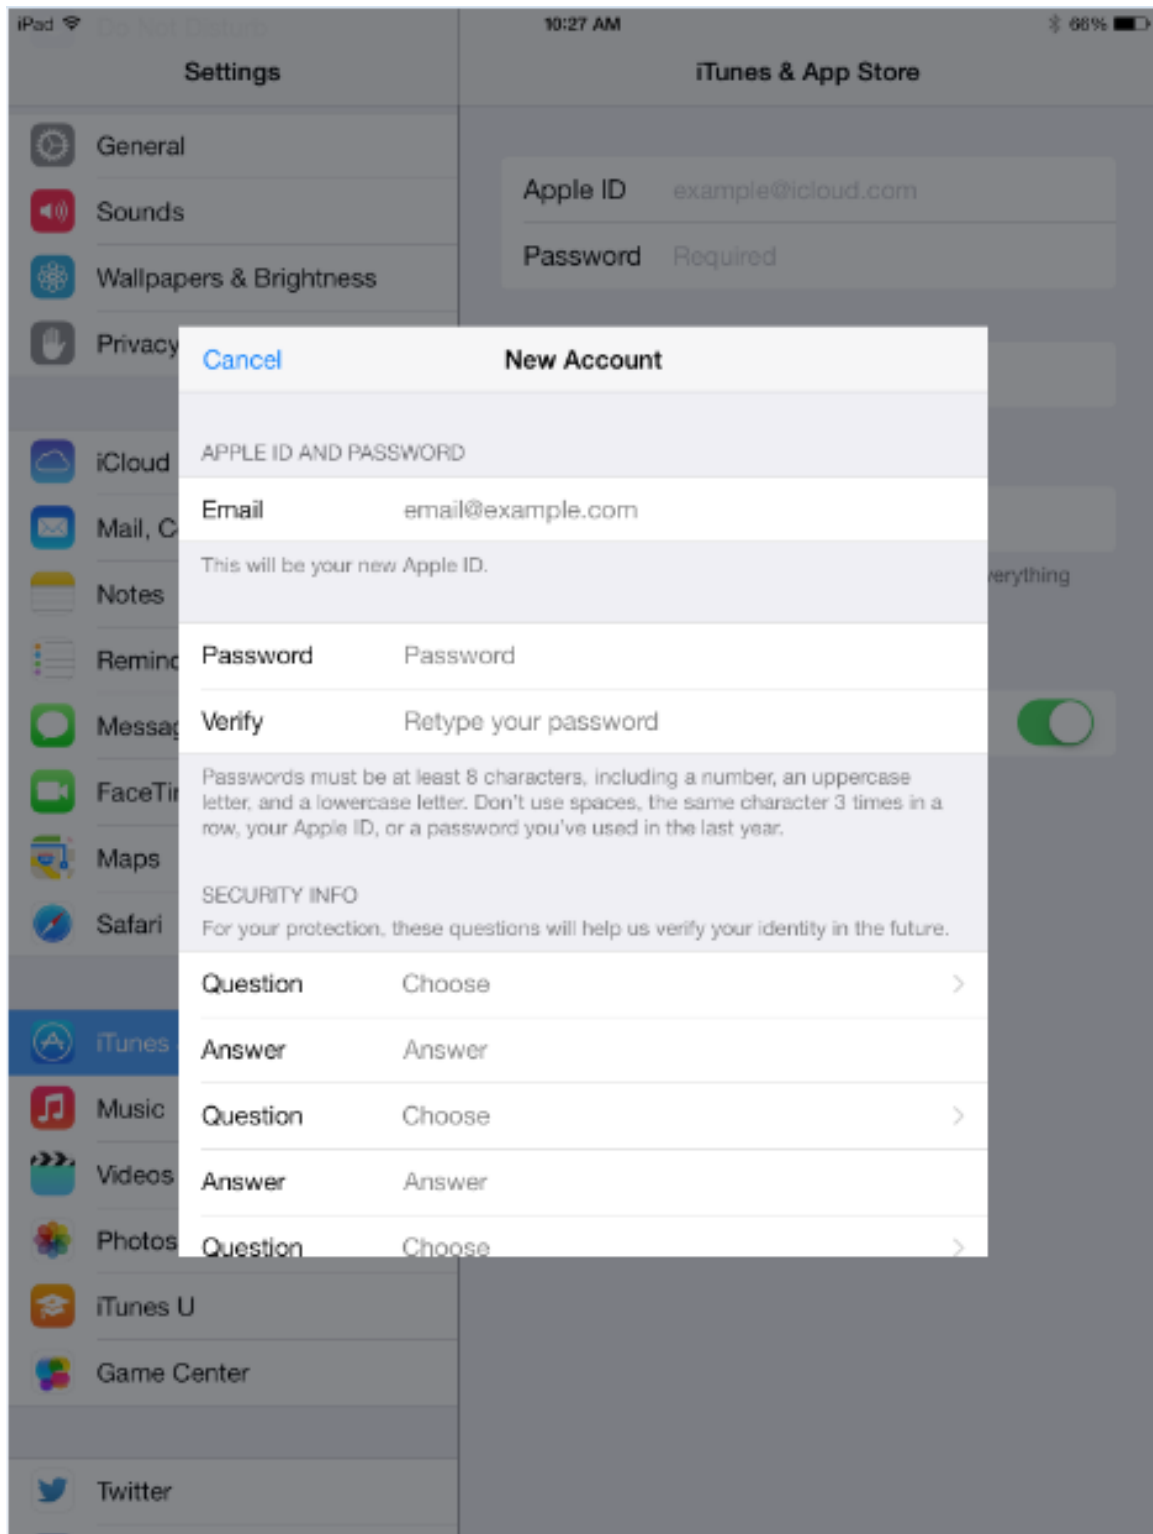 iPad
10:27 AM
66%
Do Not Disturb
Settings
iTunes & App Store
General
Sounds
Wallpapers & Brightness
Privacy
iCloud
Mail, C
Notes
Reminc
Messag
FaceTir
Maps
Safari
iTunes
Music
Videos
Photos
iTunes U
Game Center
Twitter
Apple ID example@icloud.com
Password Required
verything
Cancel
New Account
APPLE ID AND PASSWORD
Email email@example.com
This will be your new Apple ID.
Password Password
Verify Retype your password
Passwords must be at least 8 characters, including a number, an uppercase
letter, and a lowercase letter. Don't use spaces, the same character 3 times in a
row, your Apple ID, or a password you've used in the last year.
SECURITY INFO
For your protection, these questions will help us verify your identity in the future.
Question Choose
Answer Answer
Question Choose
Answer Answer
Question Choose